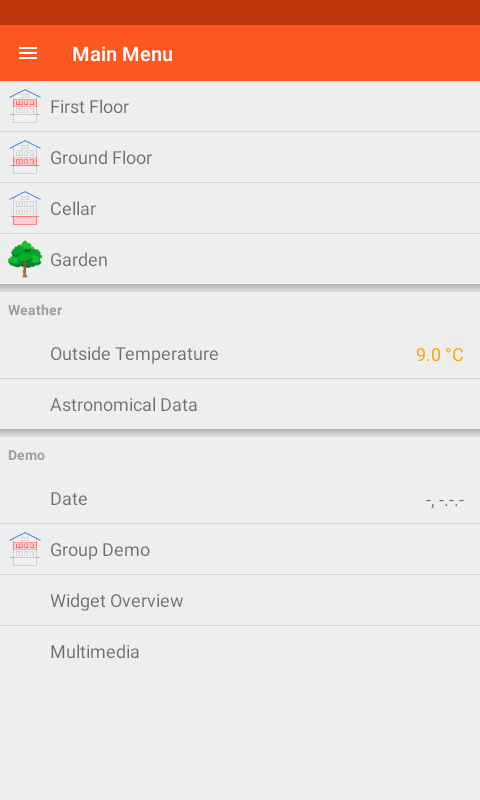 Main Menu
First Floor
Ground Floor
Cellar
Garden
Weather
Outside Temperature 9.0 °C
Astronomical Data
Demo
Date -, -.-.-
Group Demo
Widget Overview
Multimedia